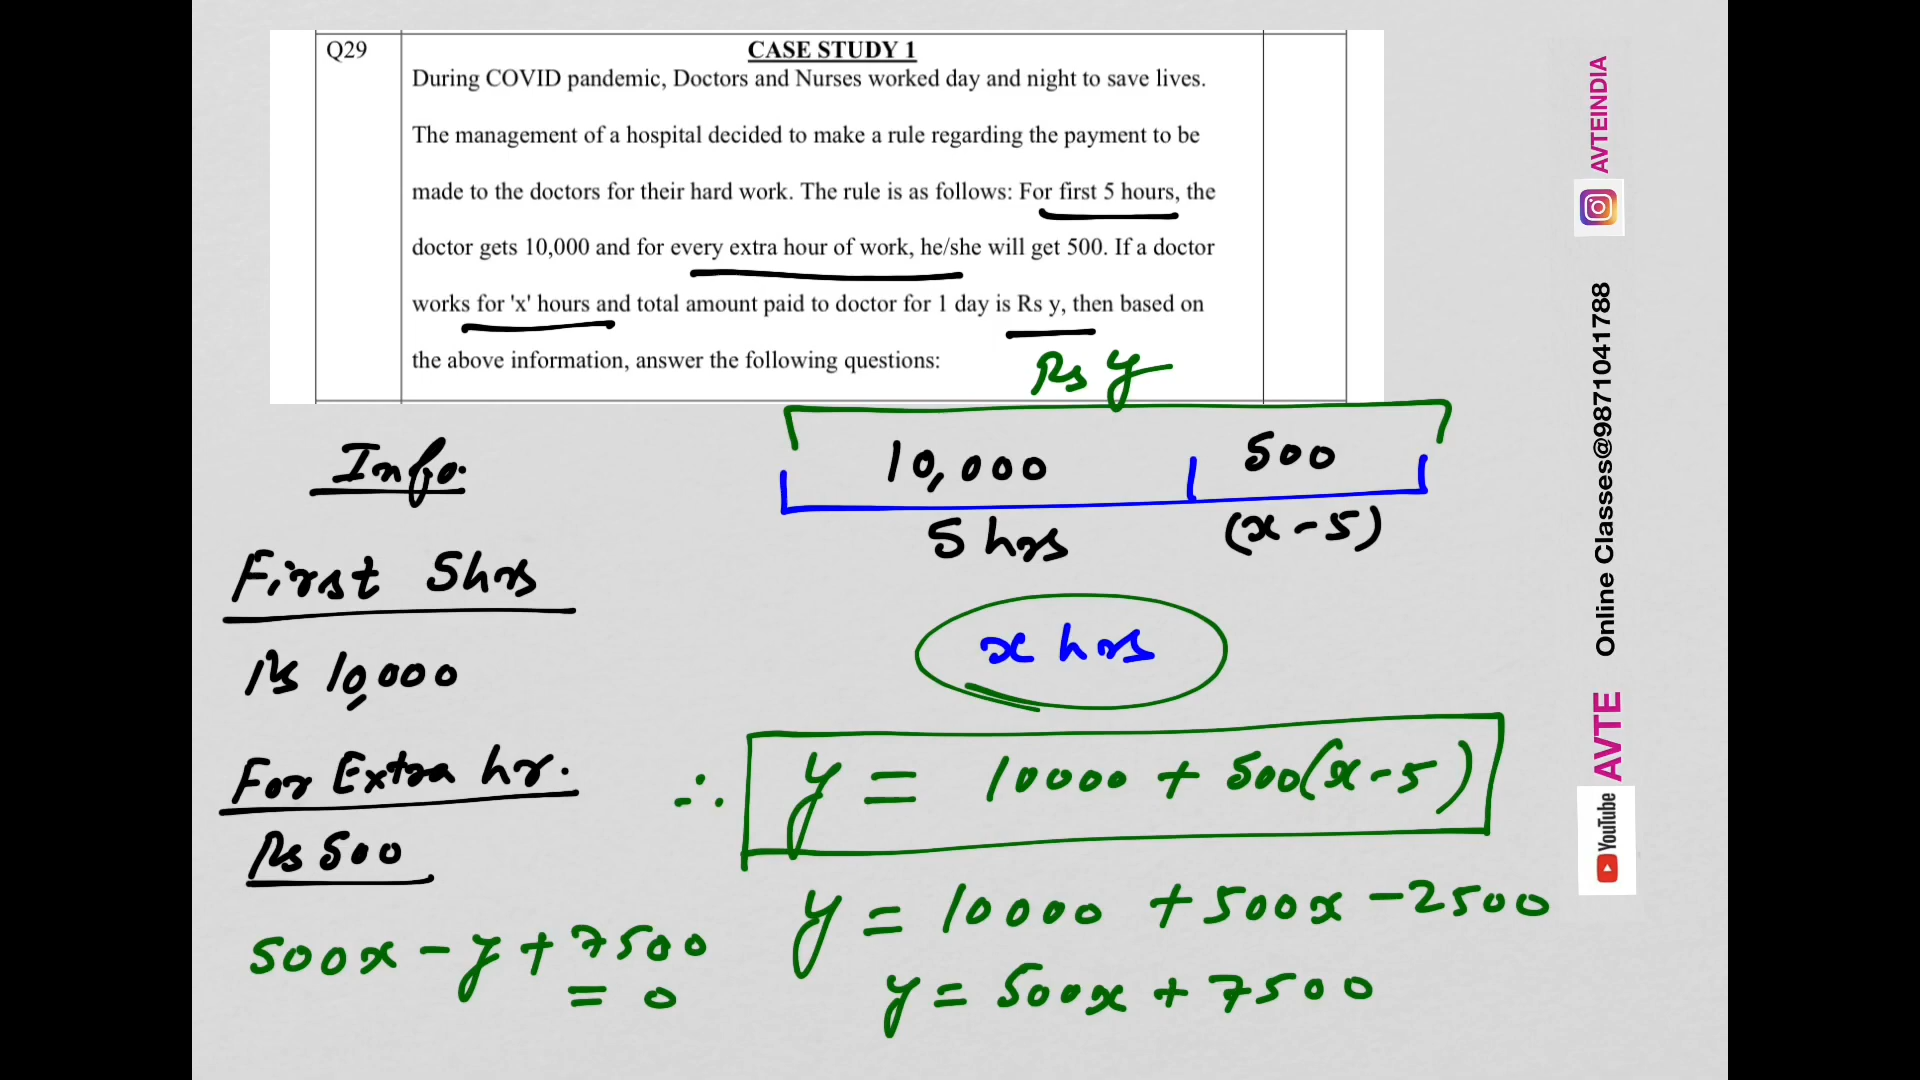 Q29
CASE STUDY 1
During COVID pandemic, Doctors and Nurses worked day and night to save lives.
The management of a hospital decided to make a rule regarding the payment to be
made to the doctors for their hard work. The rule is as follows: For first 5 hours, the
doctor gets 10,000 and for every extra hour of work, he/she will get 500. If a doctor
works for 'x' hours and total amount paid to doctor for 1 day is Rs y, then based on
the above information, answer the following questions:
Rs y
10,000 500
5 hrs (x-5)
x hrs
Info.
First 5hrs
Rs 10,000
For Extra hr.
Rs 500
∴ y = 10000 + 500(x-5)
y = 10000 + 500x - 2500
y = 500x + 7500
500x - y + 7500
= 0
AVTEINDIA
Online Classes@9871041788
AVTE
YouTube